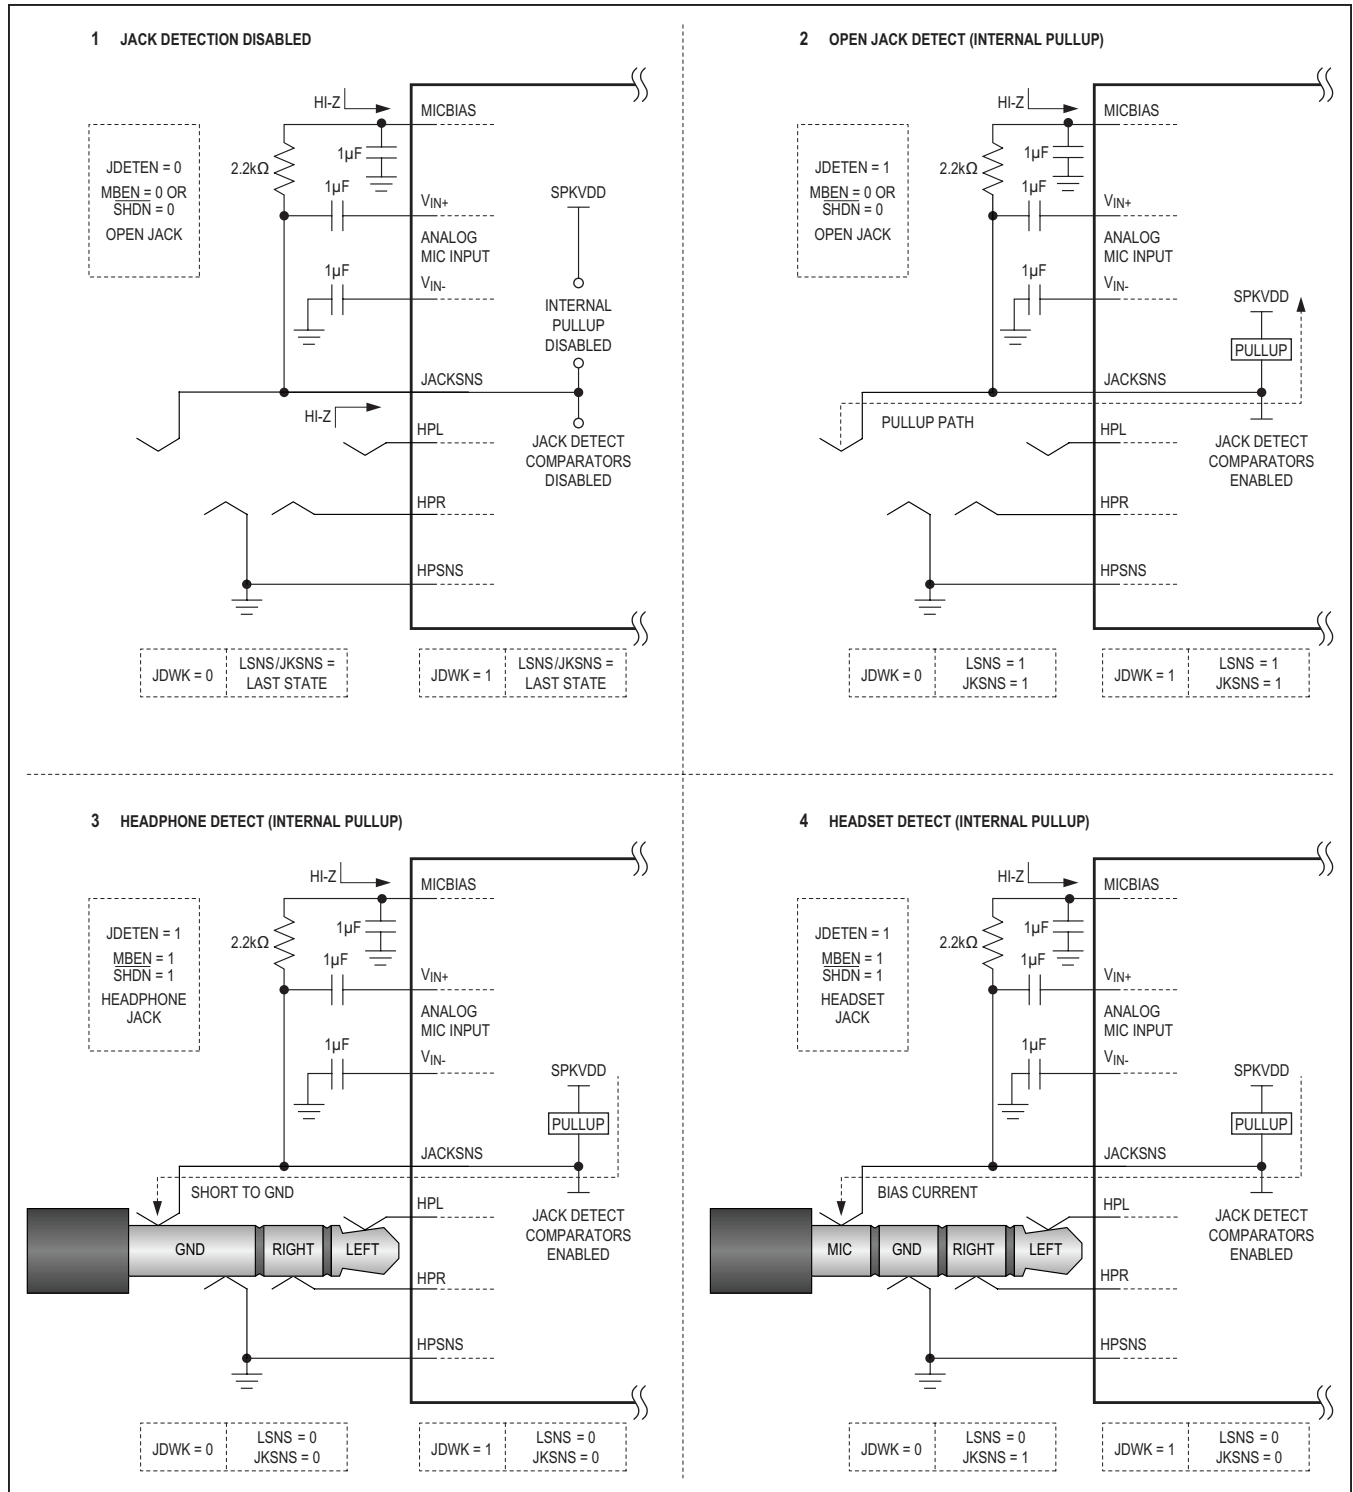 1 JACK DETECTION DISABLED
HI-Z
MICBIAS
JDETEN = 0
MBEN = 0 OR
SHDN = 0
OPEN JACK
2.2kΩ
1µF
1µF
VIN+
ANALOG
MIC INPUT
1µF
VIN-
SPKVDD
INTERNAL
PULLUP
DISABLED
JACKSNS
HI-Z
HPL
JACK DETECT
COMPARATORS
DISABLED
HPR
HPSNS
JDWK = 0
LSNS/JKSNS =
LAST STATE
JDWK = 1
LSNS/JKSNS =
LAST STATE
2 OPEN JACK DETECT (INTERNAL PULLUP)
HI-Z
MICBIAS
JDETEN = 1
MBEN = 0 OR
SHDN = 0
OPEN JACK
2.2kΩ
1µF
1µF
VIN+
ANALOG
MIC INPUT
1µF
VIN-
SPKVDD
PULLUP
JACKSNS
PULLUP PATH
HPL
JACK DETECT
COMPARATORS
ENABLED
HPR
HPSNS
JDWK = 0
LSNS = 1
JKSNS = 1
JDWK = 1
LSNS = 1
JKSNS = 1
3 HEADPHONE DETECT (INTERNAL PULLUP)
HI-Z
MICBIAS
JDETEN = 1
MBEN = 1
SHDN = 1
HEADPHONE
JACK
2.2kΩ
1µF
1µF
VIN+
ANALOG
MIC INPUT
1µF
VIN-
SPKVDD
PULLUP
JACKSNS
SHORT TO GND
HPL
JACK DETECT
COMPARATORS
ENABLED
GND
RIGHT
LEFT
HPR
HPSNS
JDWK = 0
LSNS = 0
JKSNS = 0
JDWK = 1
LSNS = 0
JKSNS = 0
4 HEADSET DETECT (INTERNAL PULLUP)
HI-Z
MICBIAS
JDETEN = 1
MBEN = 1
SHDN = 1
HEADSET
JACK
2.2kΩ
1µF
1µF
VIN+
ANALOG
MIC INPUT
1µF
VIN-
SPKVDD
PULLUP
JACKSNS
BIAS CURRENT
HPL
JACK DETECT
COMPARATORS
ENABLED
MIC
GND
RIGHT
LEFT
HPR
HPSNS
JDWK = 0
LSNS = 0
JKSNS = 1
JDWK = 1
LSNS = 0
JKSNS = 0